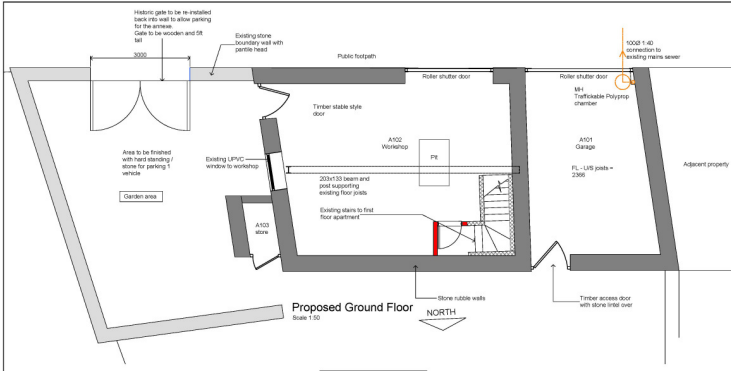 Historic gate to be re-installed
back into wall to allow parking
for the annexe.
Gate to be wooden and 5ft
tall
3000
Existing stone
boundary wall with
pantile head
Public footpath
100Ø 1:40
connection to
existing mains sewer
Roller shutter door
Roller shutter door
MH
Traffickable Polyprop
chamber
Timber stable style
door
A102
Workshop
Pit
A101
Garage
FL - U/S joists =
2366
Adjacent property
Area to be finished
with hard standing /
stone for parking 1
vehicle
Existing UPVC
window to workshop
Garden area
203x133 beam and
post supporting
existing floor joists
Existing stairs to first
floor apartment
A103
store
Stone rubble walls
Timber access door
with stone lintel over
Proposed Ground Floor
Scale 1:50
NORTH